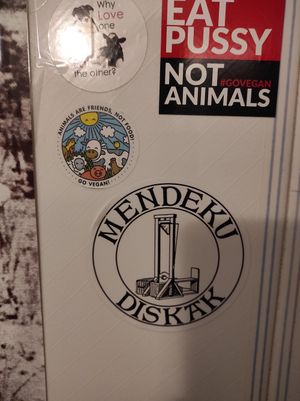 Why
Love
one
the other?
EAT
PUSSY
#GOVEGAN
NOT
ANIMALS
ANIMALS ARE FRIENDS, NOT FOOD!
GO VEGAN!
MENDEKU
DISKAK